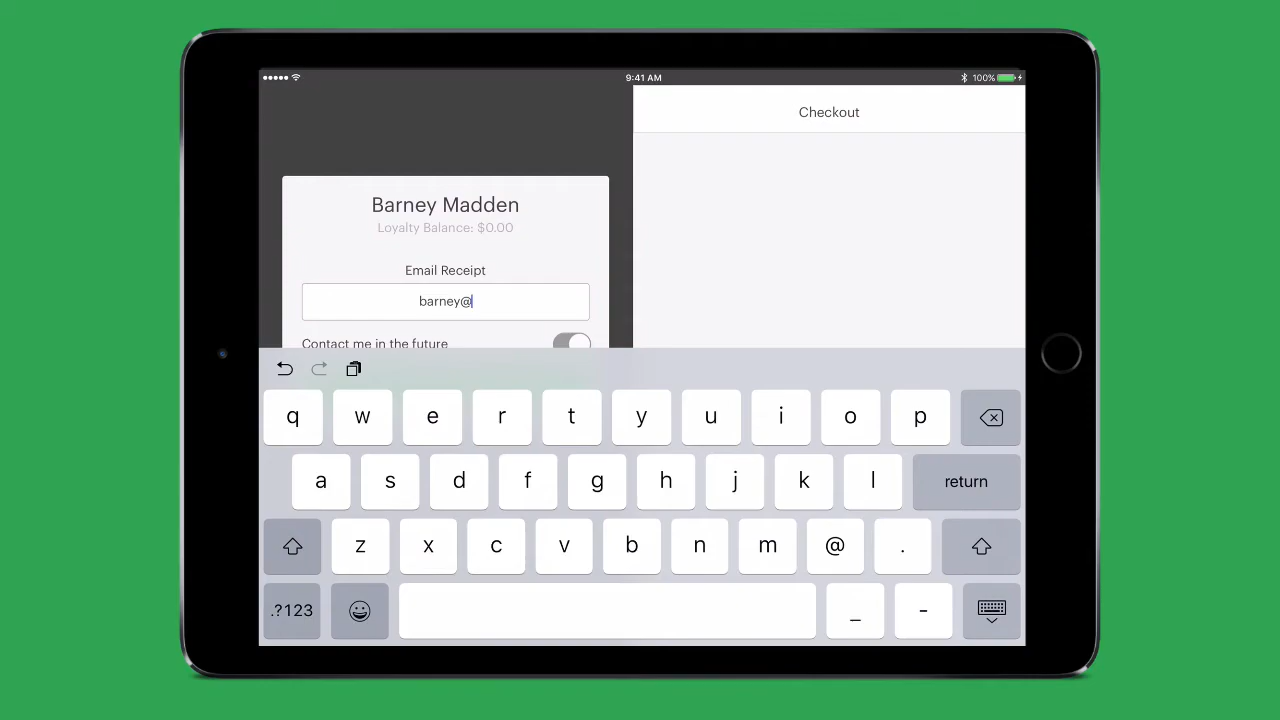 9:41 AM
100%
Checkout
Barney Madden
Loyalty Balance: $0.00
Email Receipt
barney@
Contact me in the future
q w e r t y u i o p
a s d f g h j k l return
z x c v b n m @ .
.?123 _ -